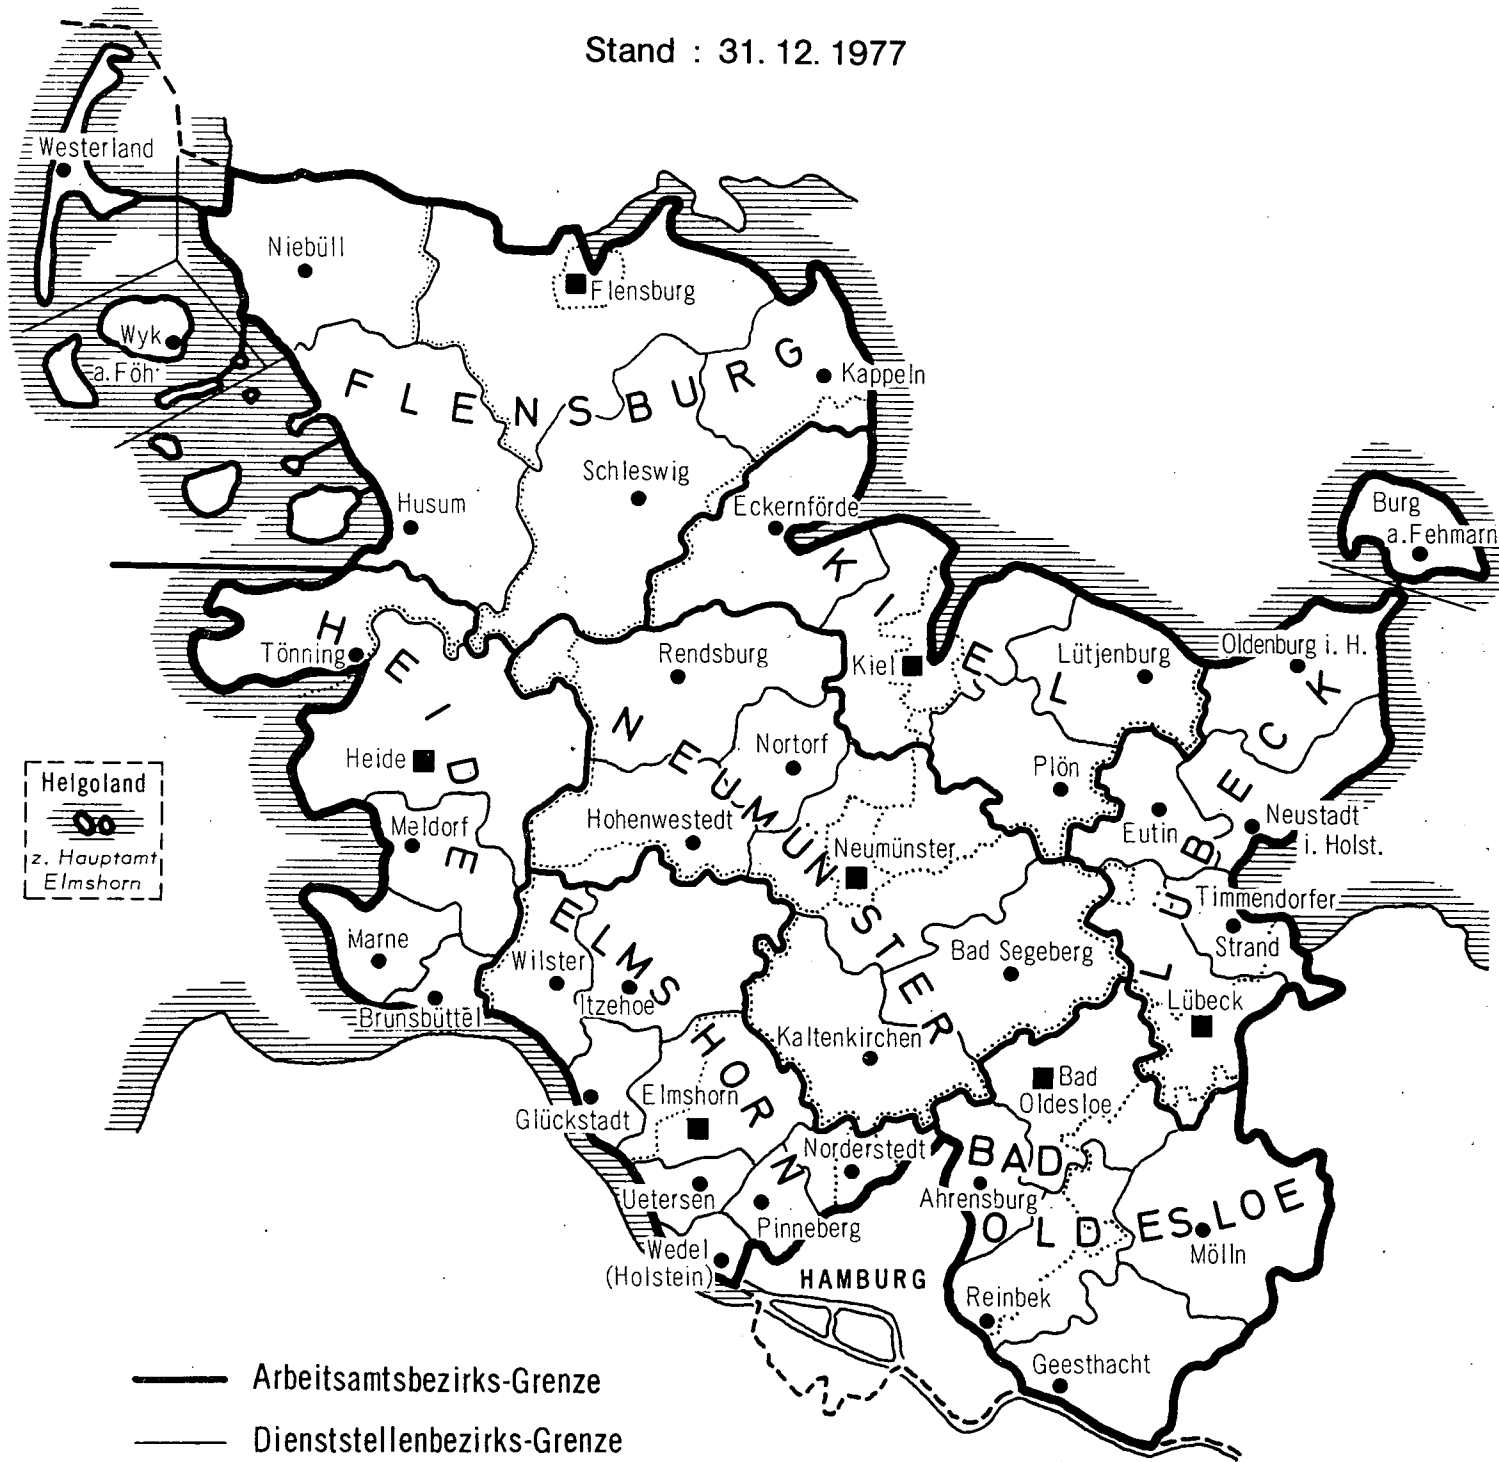 Stand : 31. 12. 1977
Westerland
Niebüll
Flensburg
Wyk
a. Föhr
Kappeln
FLENSBURG
Schleswig
Husum
Eckernförde
Burg
a. Fehmarn
KIEL
HEIDE
Tönning
Rendsburg
Kiel
Lütjenburg
Oldenburg i. H.
NEUMÜNSTER
Nortorf
Heide
Plön
LÜBECK
Helgoland
z. Hauptamt
Elmshorn
Meldorf
Hohenwestedt
Neumünster
Eutin
Neustadt
i. Holst.
Timmendorfer
Strand
Marne
Wilster
ELMSHORN
Itzehoe
Bad Segeberg
Lübeck
Brunsbüttel
Kaltenkirchen
Elmshorn
Bad
Oldesloe
Glückstadt
Norderstedt
BAD
OLDESLOE
Ahrensburg
Uetersen
Pinneberg
Mölln
Wedel
(Holstein)
HAMBURG
Reinbek
Geesthacht
Arbeitsamtsbezirks-Grenze
Dienststellenbezirks-Grenze